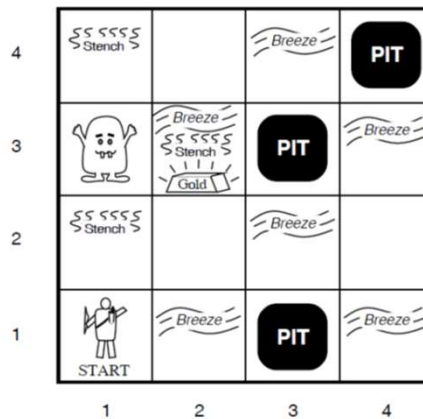 4
Stench
Breeze
PIT
3
Breeze
Stench
Gold
PIT
Breeze
2
Stench
Breeze
1
START
Breeze
PIT
Breeze
1 2 3 4